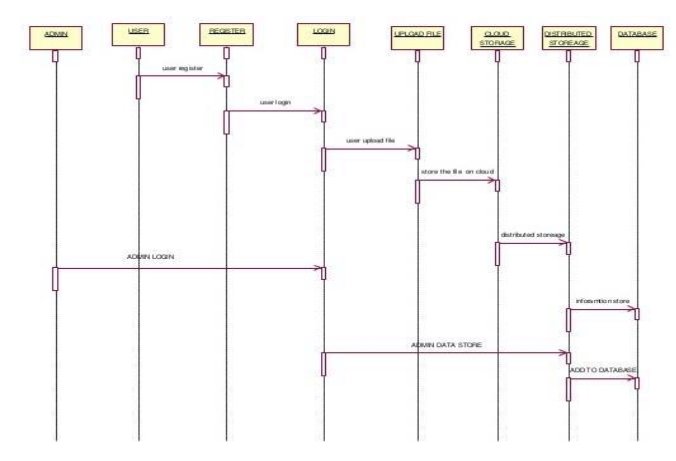 ADMIN
USER
REGISTER
LOGIN
UPLOAD FILE
CLOUD
STORAGE
DISTRIBUTED
STOREAGE
DATABASE
user register
user login
user upload file
store the file on cloud
distributed storeage
ADMIN LOGIN
information store
ADMIN DATA STORE
ADD TO DATABASE